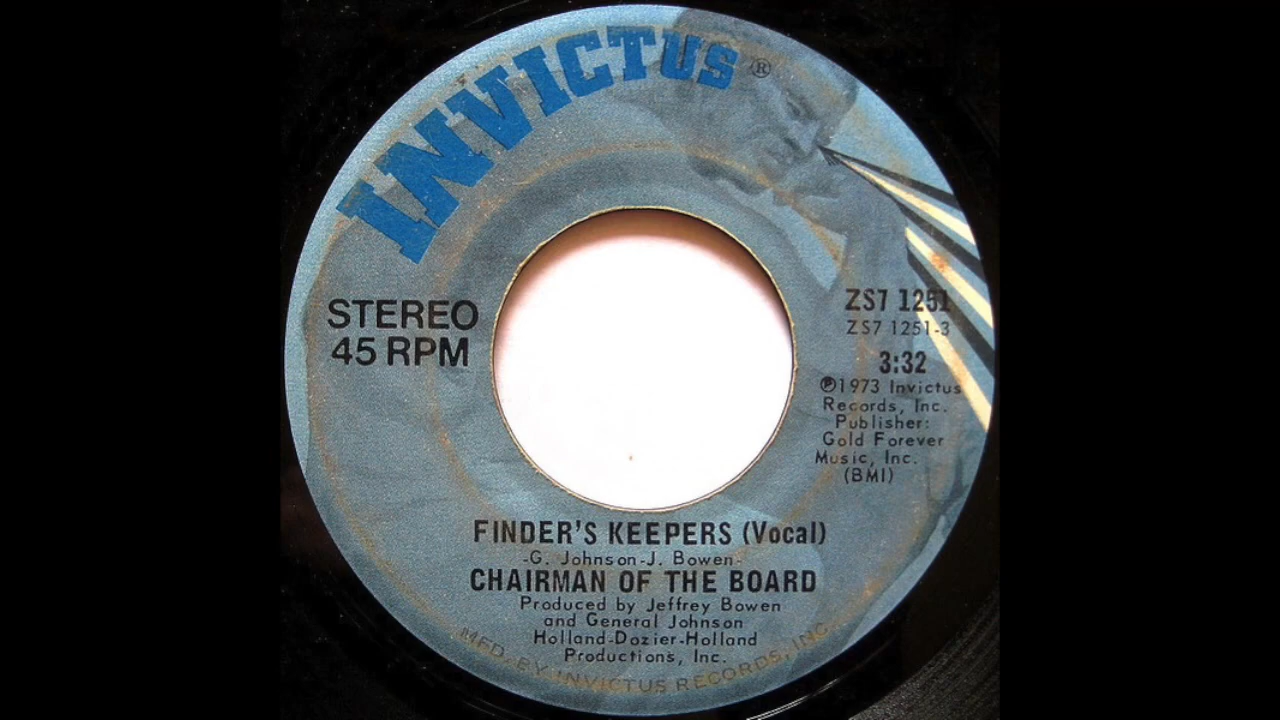 INVICTUS®
STEREO
45 RPM
ZS7 1251
ZS7 1251-3
3:32
℗1973 Invictus
Records, Inc.
Publisher:
Gold Forever
Music, Inc.
(BMI)
FINDER'S KEEPERS (Vocal)
-G. Johnson-J. Bowen-
CHAIRMAN OF THE BOARD
Produced by Jeffrey Bowen
and General Johnson
Holland-Dozier-Holland
Productions, Inc.
MFD. BY INVICTUS RECORDS, INC.